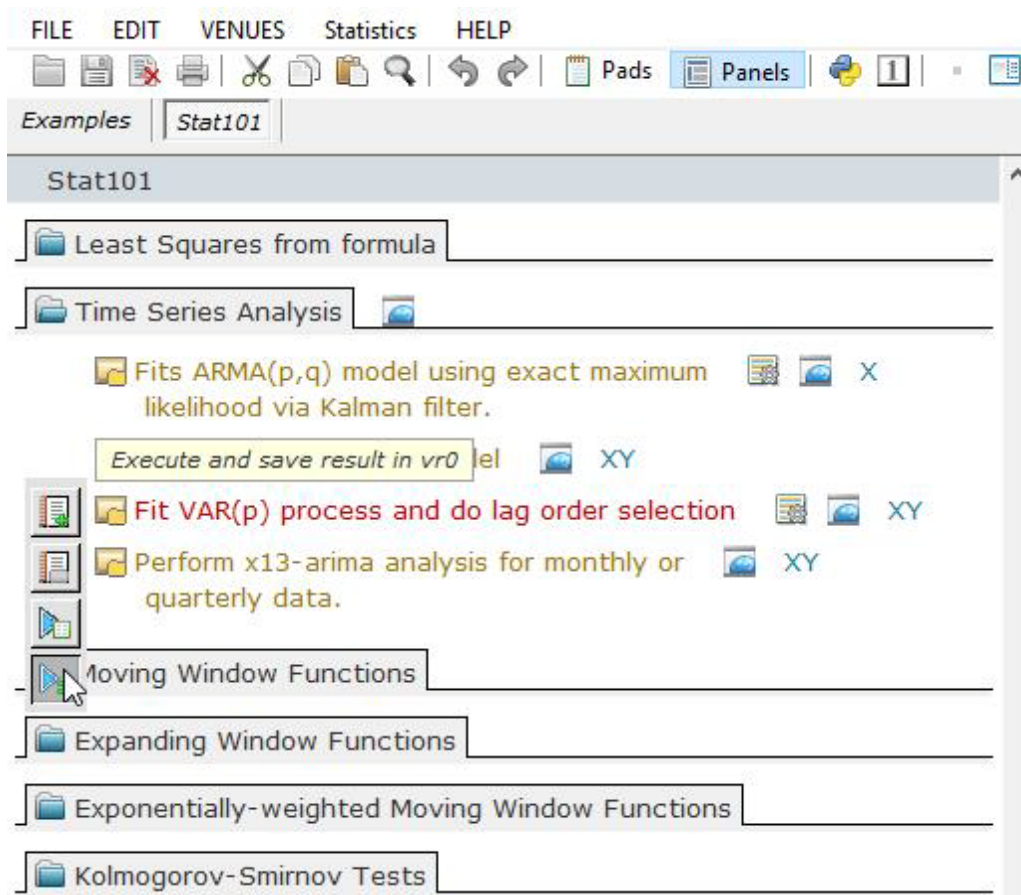 FILE EDIT VENUES Statistics HELP
Pads Panels 1
Examples Stat101
Stat101
Least Squares from formula
Time Series Analysis
Fits ARMA(p,q) model using exact maximum X
likelihood via Kalman filter.
Execute and save result in vr0 XY
Fit VAR(p) process and do lag order selection XY
Perform x13-arima analysis for monthly or XY
quarterly data.
Moving Window Functions
Expanding Window Functions
Exponentially-weighted Moving Window Functions
Kolmogorov-Smirnov Tests